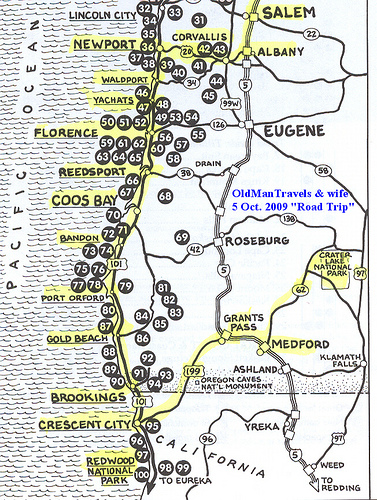 32
33
LINCOLN CITY
34
31
SALEM
35
CORVALLIS
22
NEWPORT
36
20
42
43
ALBANY
37
39
41
38
40
WALDPORT
34
44
5
46
45
YACHATS
47
48
99W
50
51
52
49
53
54
FLORENCE
126
EUGENE
56
55
59
61
62
60
57
63
64
65
58
DRAIN
REEDSPORT
38
58
66
67
68
OldManTravels & wife
COOS BAY
5 Oct. 2009 "Road Trip"
70
138
72
71
69
BANDON
73
74
42
ROSEBURG
CRATER
LAKE
NATIONAL
PARK
97
75
76
101
5
77
78
79
81
62
PORT ORFORD
82
80
83
84
GRANTS
PASS
87
85
GOLD BEACH
86
MEDFORD
88
92
KLAMATH
FALLS
89
93
199
ASHLAND
90
94
OREGON CAVES
NAT'L MONUMENT
BROOKINGS
101
CRESCENT CITY
95
YREKA
96
CALIFORNIA
96
97
97
5
REDWOOD
NATIONAL
PARK
98
99
WEED
100
TO EUREKA
TO
REDDING
PACIFIC OCEAN